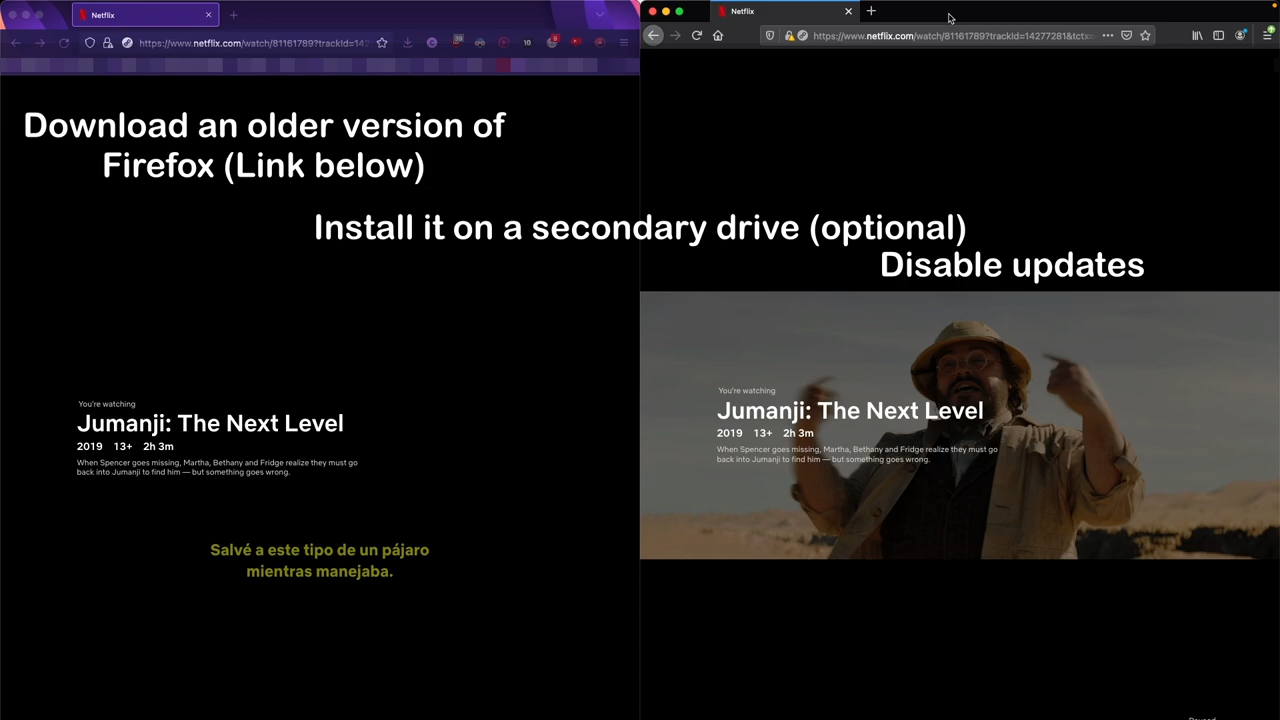 Netflix
https://www.netflix.com/watch/81161789?trackId=142
Netflix
https://www.netflix.com/watch/81161789?trackId=14277281&tctx=
Download an older version of
Firefox (Link below)
Install it on a secondary drive (optional)
Disable updates
You're watching
Jumanji: The Next Level
2019 13+ 2h 3m
When Spencer goes missing, Martha, Bethany and Fridge realize they must go
back into Jumanji to find him — but something goes wrong.
Salvé a este tipo de un pájaro
mientras manejaba.
You're watching
Jumanji: The Next Level
2019 13+ 2h 3m
When Spencer goes missing, Martha, Bethany and Fridge realize they must go
back into Jumanji to find him — but something goes wrong.